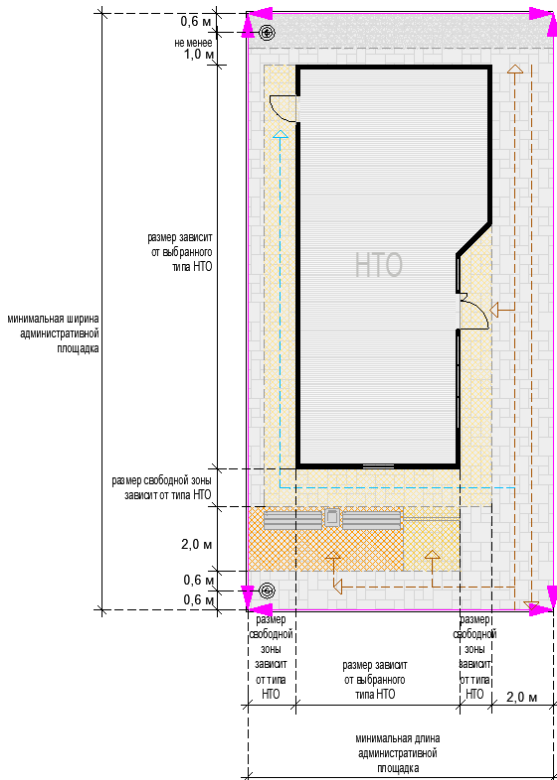 0,6 м
не менее
1,0 м
размер зависит
от выбранного
типа НТО
НТО
минимальная ширина
административной
площадка
размер свободной зоны
зависит от типа НТО
2,0 м
0,6 м
0,6 м
размер
свободной
зоны
зависит
от типа
НТО
размер зависит
от выбранного
типа НТО
размер
свободной
зоны
зависит
от типа
НТО
2,0 м
минимальная длина
административной
площадка